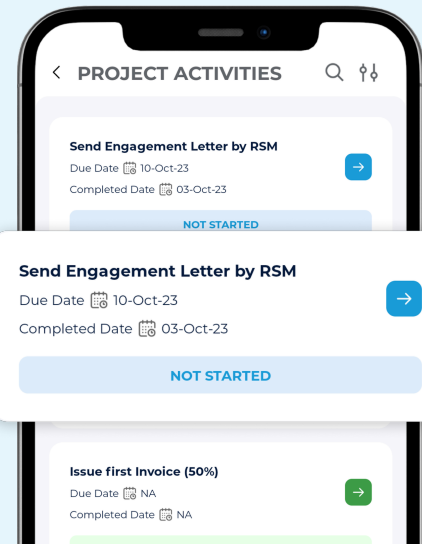 PROJECT ACTIVITIES
Send Engagement Letter by RSM
Due Date 10-Oct-23
Completed Date 03-Oct-23
NOT STARTED
Send Engagement Letter by RSM
Due Date 10-Oct-23
Completed Date 03-Oct-23
NOT STARTED
Issue first Invoice (50%)
Due Date NA
Completed Date NA